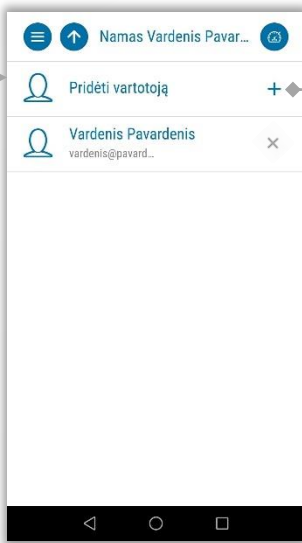 Namas Vardenis Pavar...
Pridėti vartotoją
Vardenis Pavardenis
vardenis@pavard...